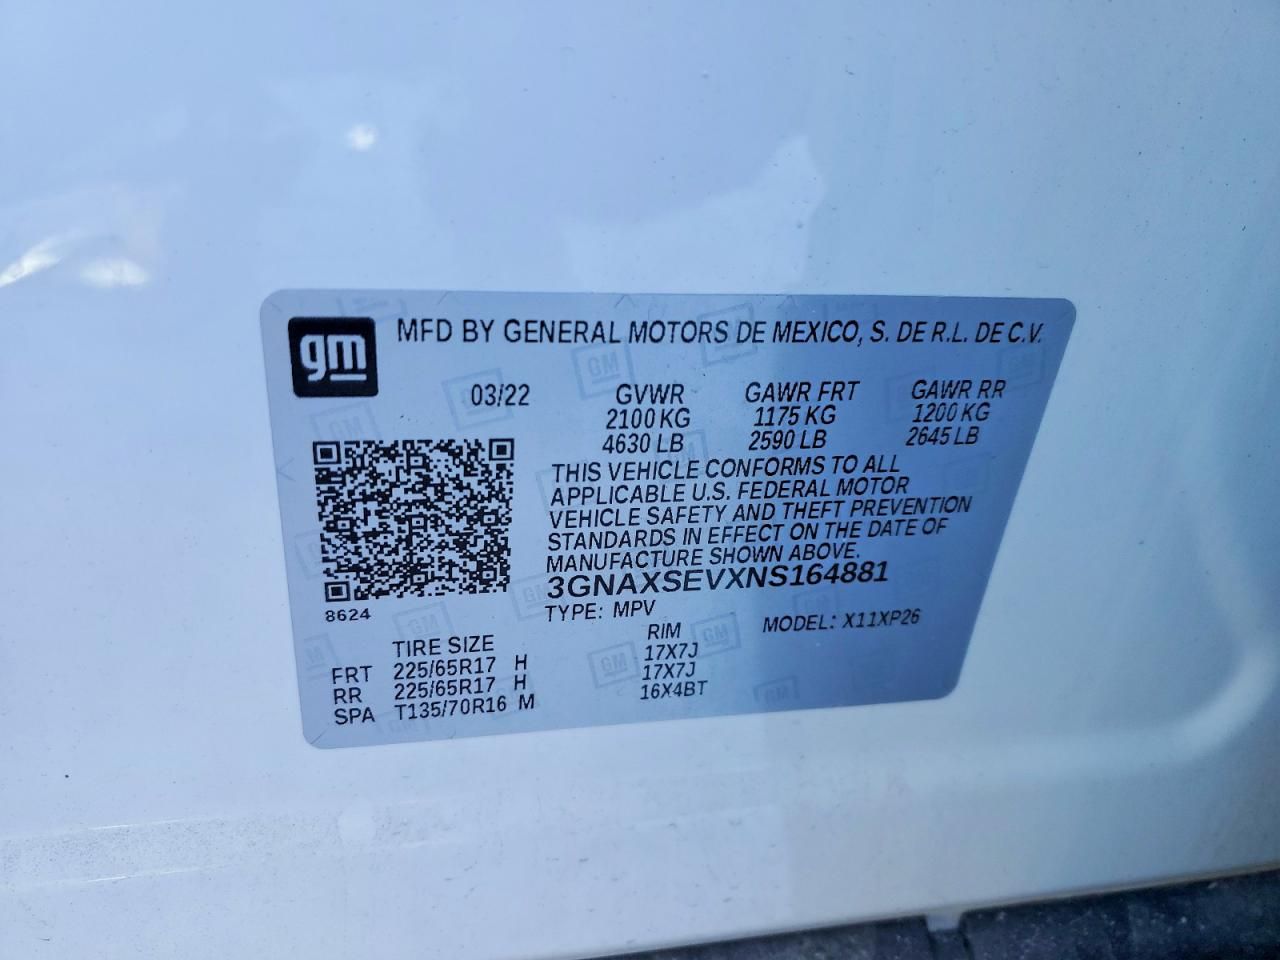 gm
MFD BY GENERAL MOTORS DE MEXICO, S. DE R.L. DE C.V.
03/22 GVWR GAWR FRT GAWR RR
2100 KG 1175 KG 1200 KG
4630 LB 2590 LB 2645 LB
THIS VEHICLE CONFORMS TO ALL
APPLICABLE U.S. FEDERAL MOTOR
VEHICLE SAFETY AND THEFT PREVENTION
STANDARDS IN EFFECT ON THE DATE OF
MANUFACTURE SHOWN ABOVE.
3GNAXSEVXNS164881
8624
TYPE: MPV MODEL: X11XP26
TIRE SIZE RIM
FRT 225/65R17 H 17X7J
RR 225/65R17 H 17X7J
SPA T135/70R16 M 16X4BT